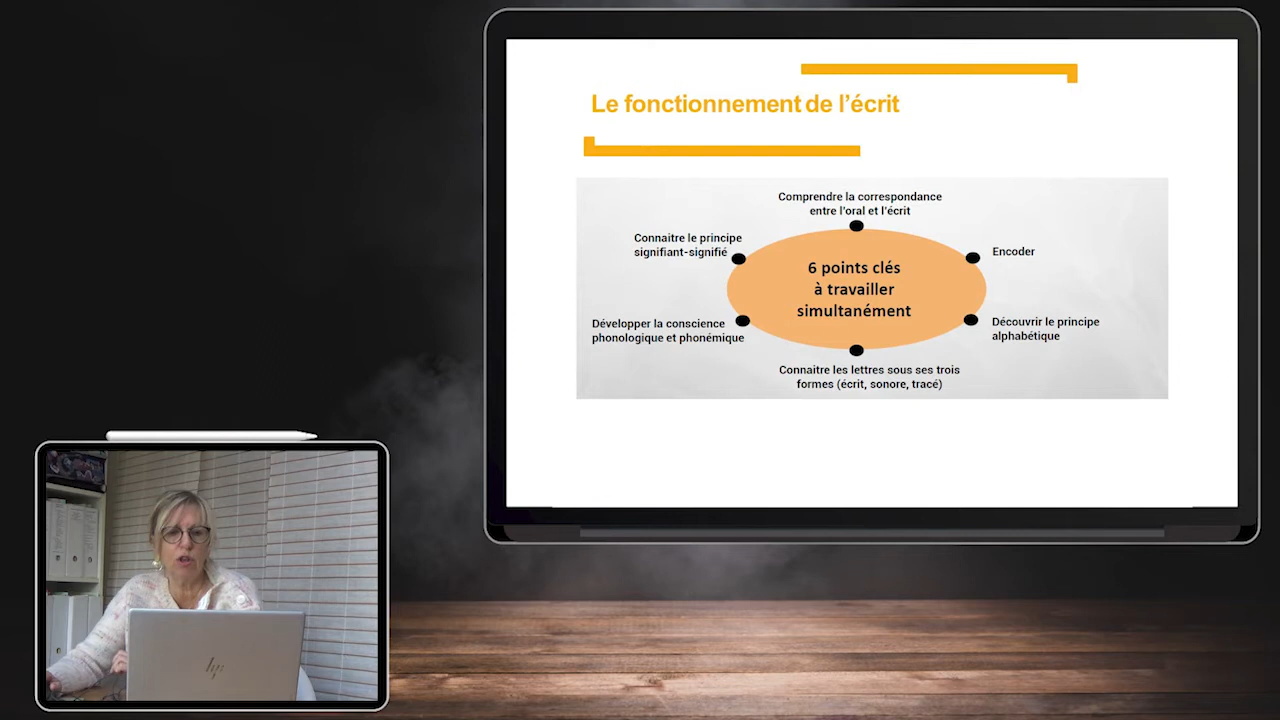 Le fonctionnement de l'écrit
Comprendre la correspondance
entre l'oral et l'écrit
Connaitre le principe
signifiant-signifié
Encoder
6 points clés
à travailler
simultanément
Développer la conscience
phonologique et phonémique
Découvrir le principe
alphabétique
Connaitre les lettres sous ses trois
formes (écrit, sonore, tracé)
hp